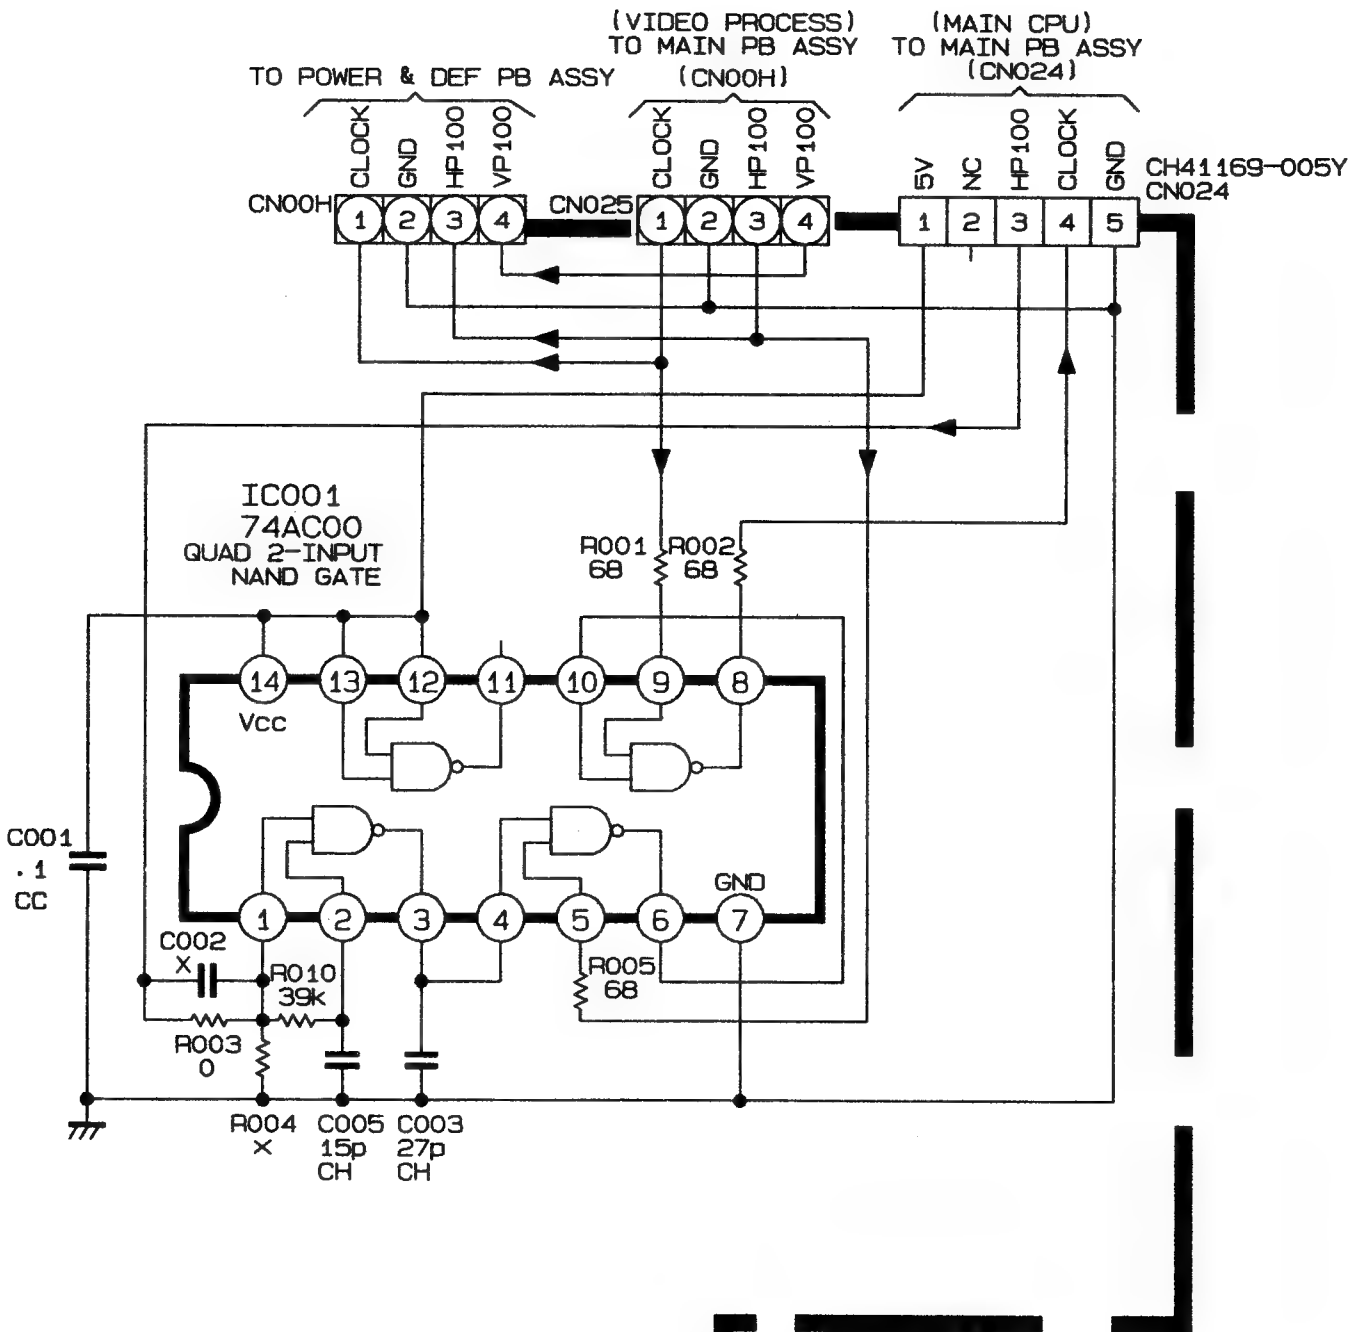 (VIDEO PROCESS)
TO MAIN PB ASSY
(CN00H)
(MAIN CPU)
TO MAIN PB ASSY
(CN024)
TO POWER & DEF PB ASSY
CLOCK
GND
HP100
VP100
CLOCK
GND
HP100
VP100
5V
NC
HP100
CLOCK
GND
CH41169-005Y
CN024
CN00H
1
2
3
4
CN025
1
2
3
4
1
2
3
4
5
IC001
74AC00
QUAD 2-INPUT
NAND GATE
R001
68
R002
68
14
13
12
11
10
9
8
Vcc
C001
.1
CC
GND
1
2
3
4
5
6
7
C002
X
R010
39k
R005
68
R003
0
R004
X
C005
15p
CH
C003
27p
CH